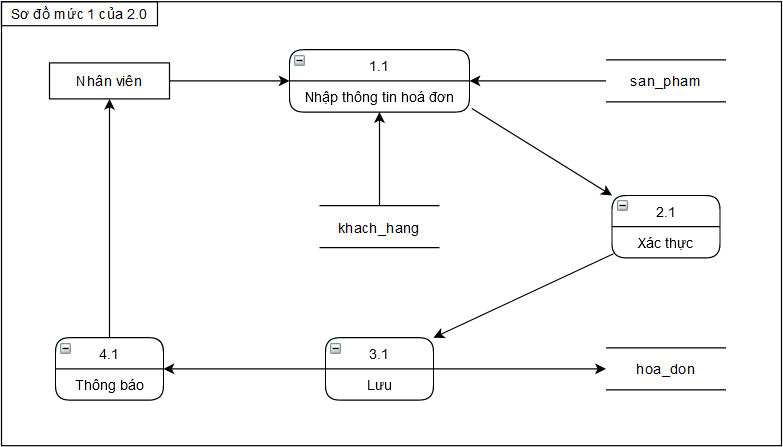 Sơ đồ mức 1 của 2.0
Nhân viên
1.1
Nhập thông tin hoá đơn
san_pham
khach_hang
2.1
Xác thực
4.1
Thông báo
3.1
Lưu
hoa_don